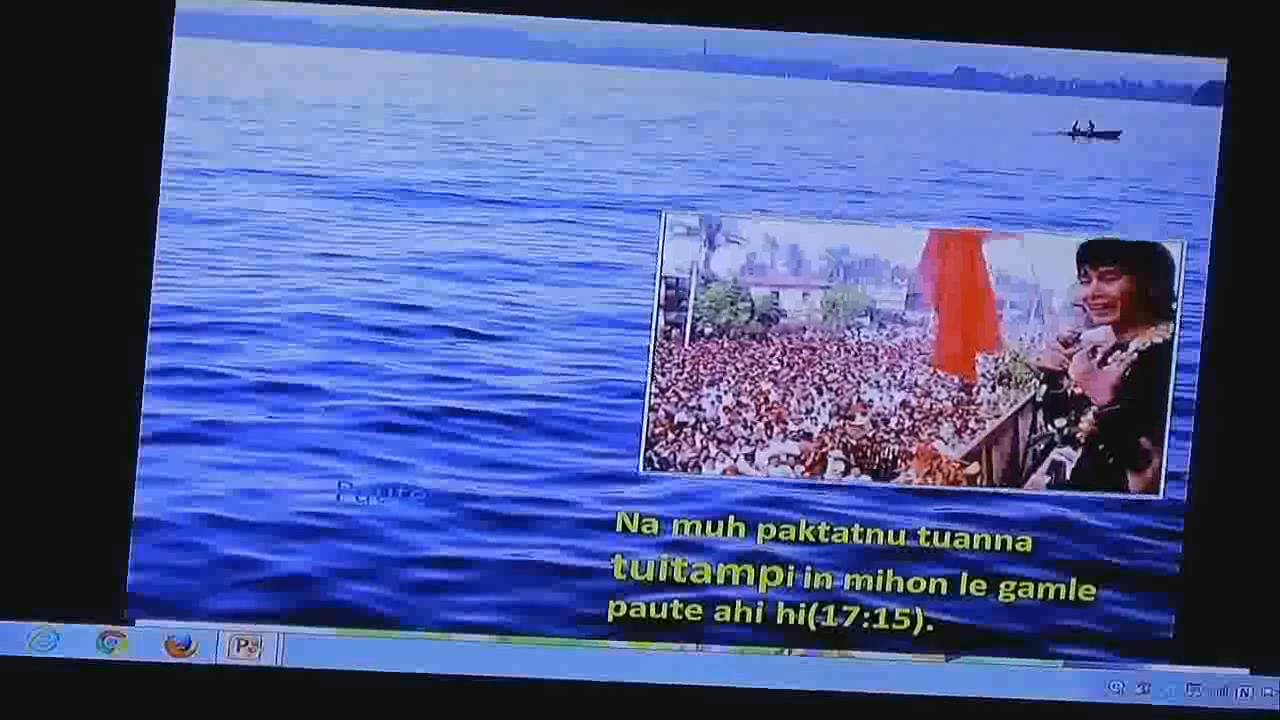 Na muh paktatnu tuanna
tuitampi in mihon le gamle
paute ahi hi(17:15).